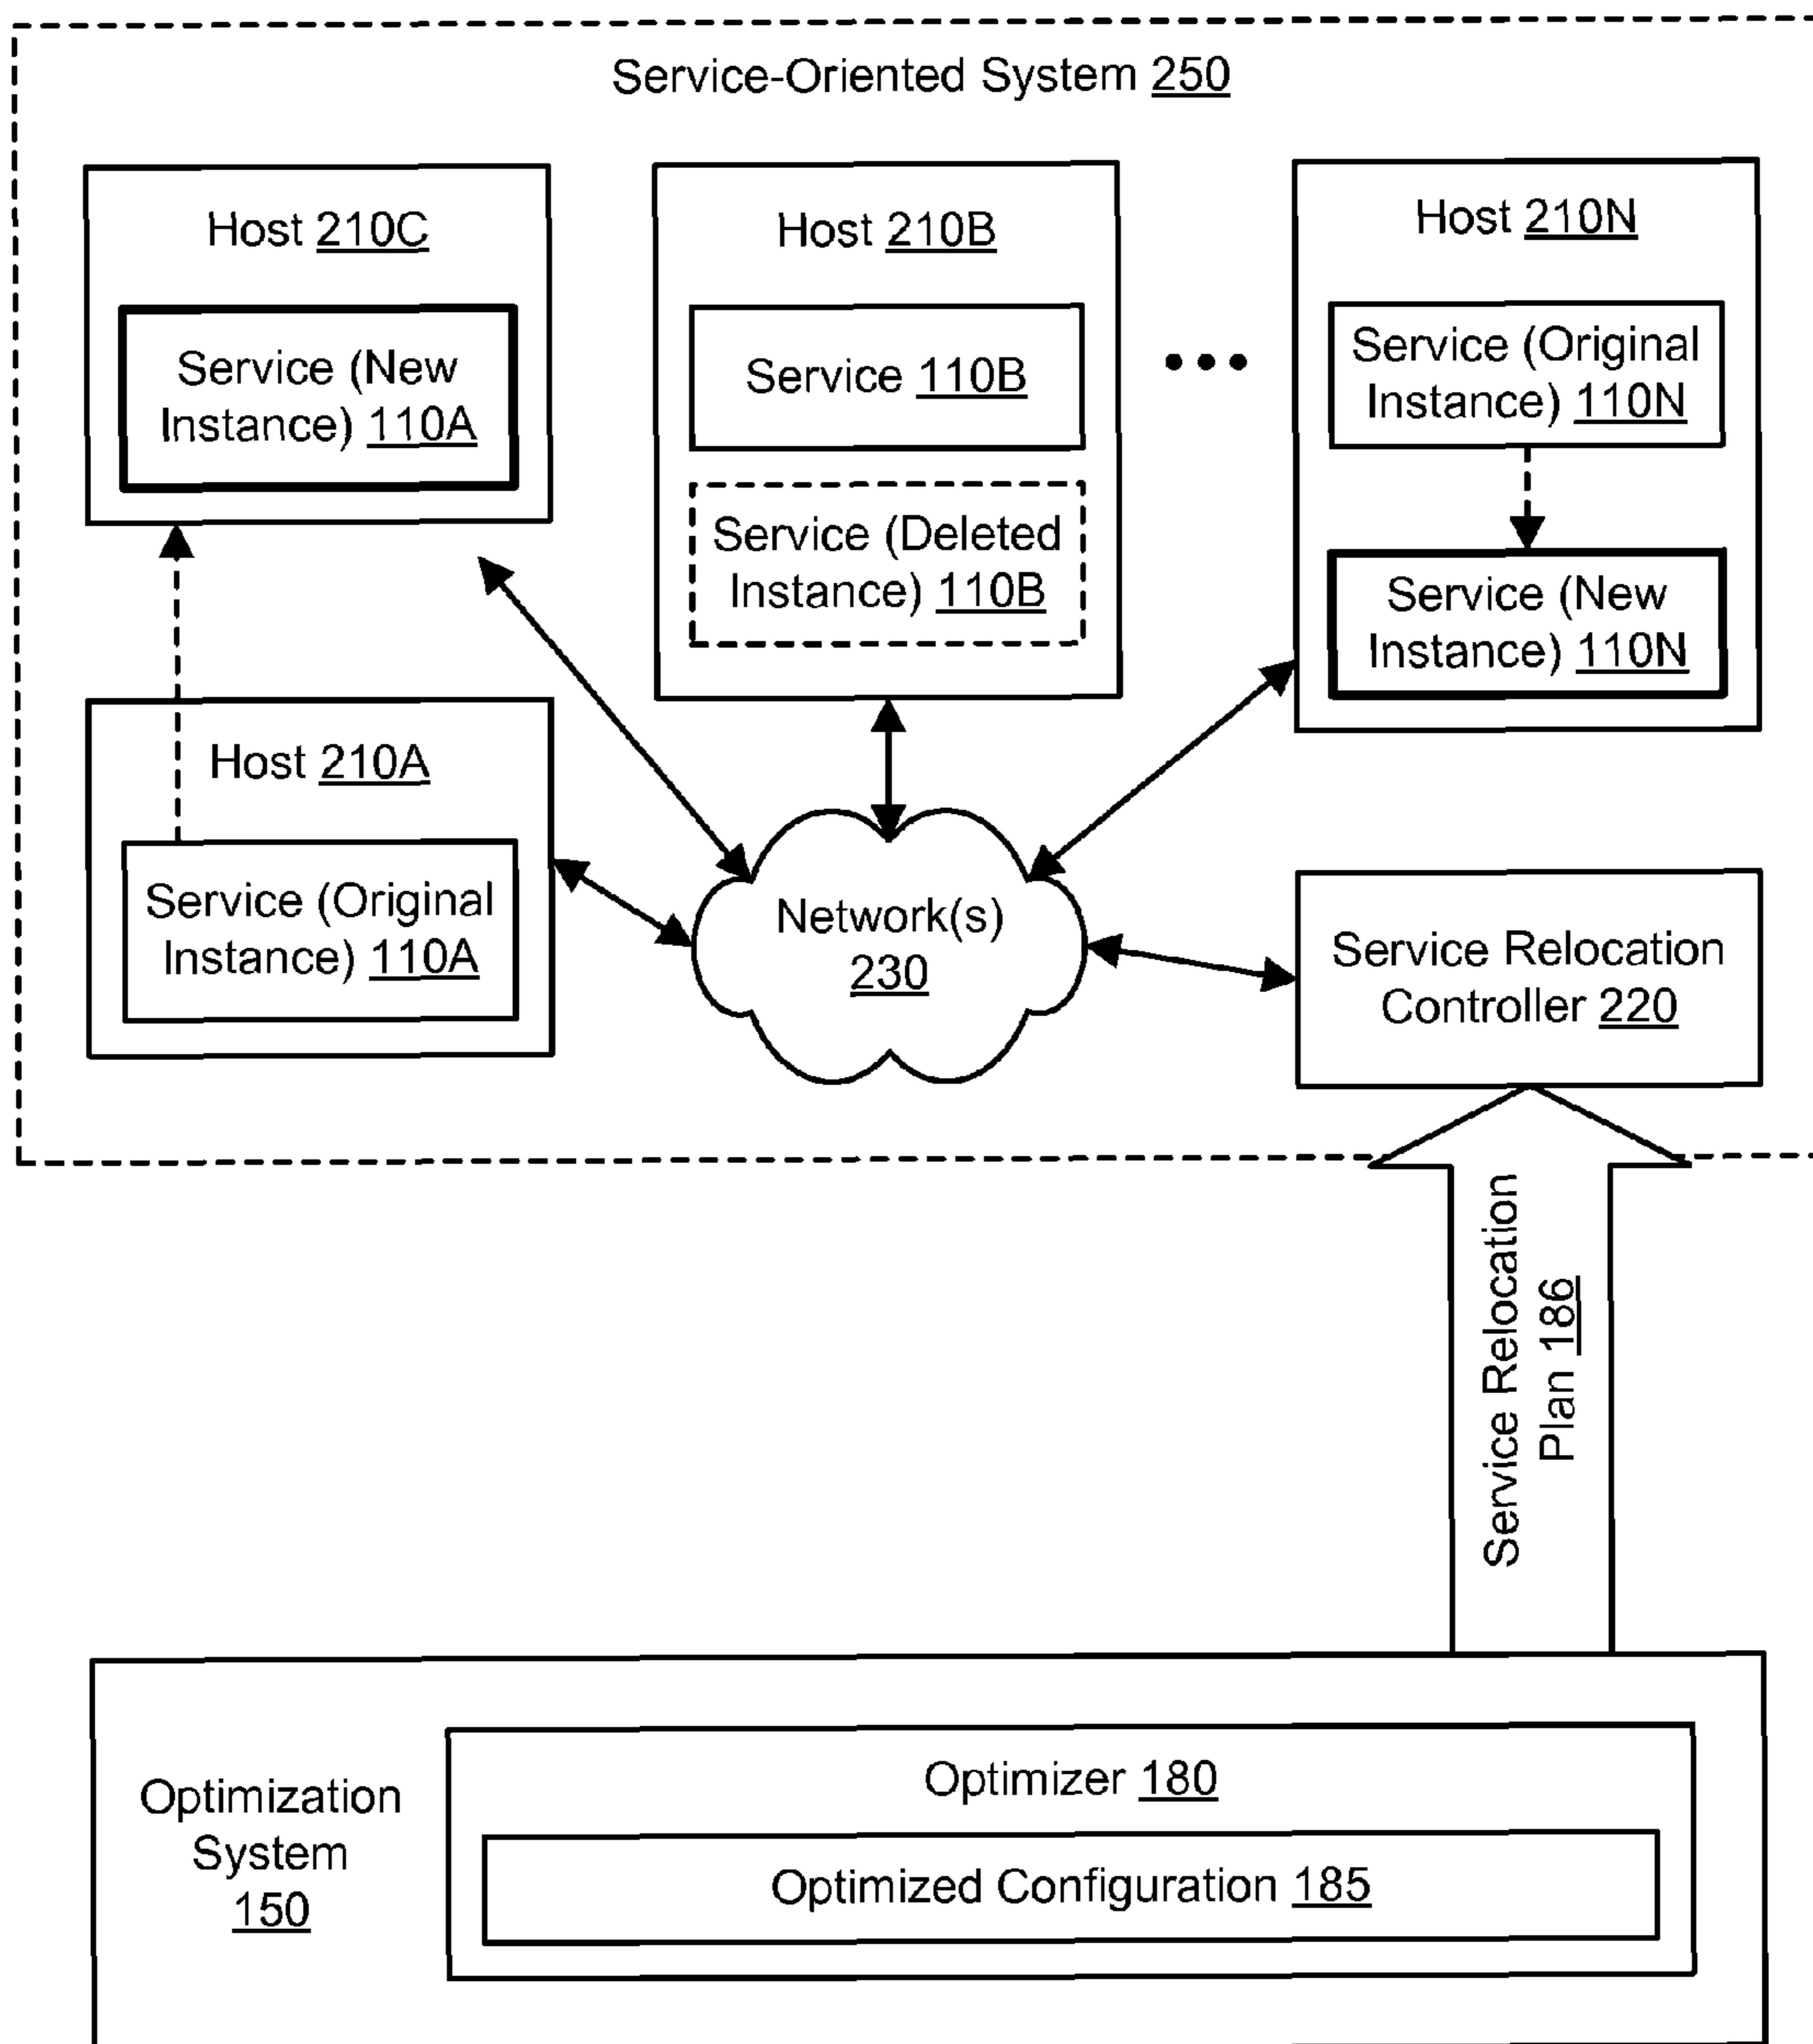 Service-Oriented System 250
Host 210C
Service (New
Instance) 110A
Host 210B
Service 110B
Service (Deleted
Instance) 110B
Host 210N
Service (Original
Instance) 110N
Service (New
Instance) 110N
Host 210A
Service (Original
Instance) 110A
Network(s)
230
Service Relocation
Controller 220
Service Relocation
Plan 186
Optimization
System
150
Optimizer 180
Optimized Configuration 185